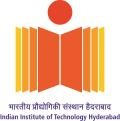 भारतीय प्रौद्योगिकी संस्थान हैदराबाद
Indian Institute of Technology Hyderabad